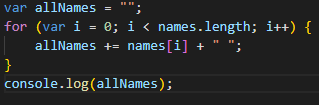 var allNames = "";
for (var i = 0; i < names.length; i++) {
    allNames += names[i] + " ";
}
console.log(allNames);